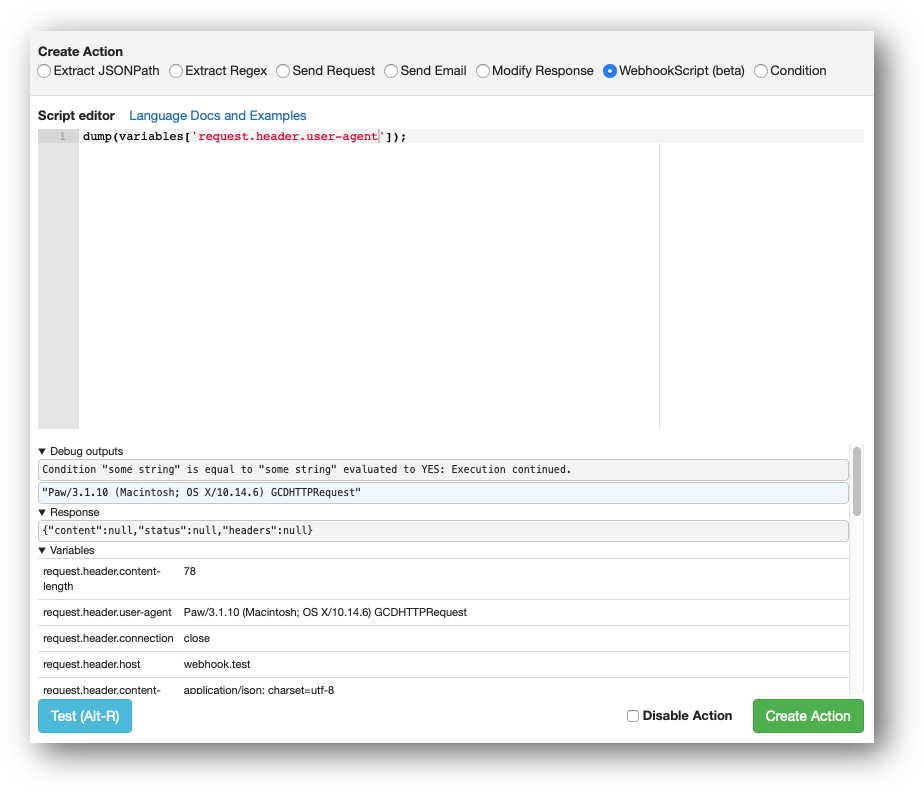 Create Action
Extract JSONPath Extract Regex Send Request Send Email Modify Response WebhookScript (beta) Condition
Script editor Language Docs and Examples
1 dump(variables['request.header.user-agent']);
▼ Debug outputs
Condition "some string" is equal to "some string" evaluated to YES: Execution continued.
"Paw/3.1.10 (Macintosh; OS X/10.14.6) GCDHTTPRequest"
▼ Response
{"content":null,"status":null,"headers":null}
▼ Variables
request.header.content- 78
length
request.header.user-agent Paw/3.1.10 (Macintosh; OS X/10.14.6) GCDHTTPRequest
request.header.connection close
request.header.host webhook.test
request.header.content- application/json; charset=utf-8
Test (Alt-R) Disable Action Create Action